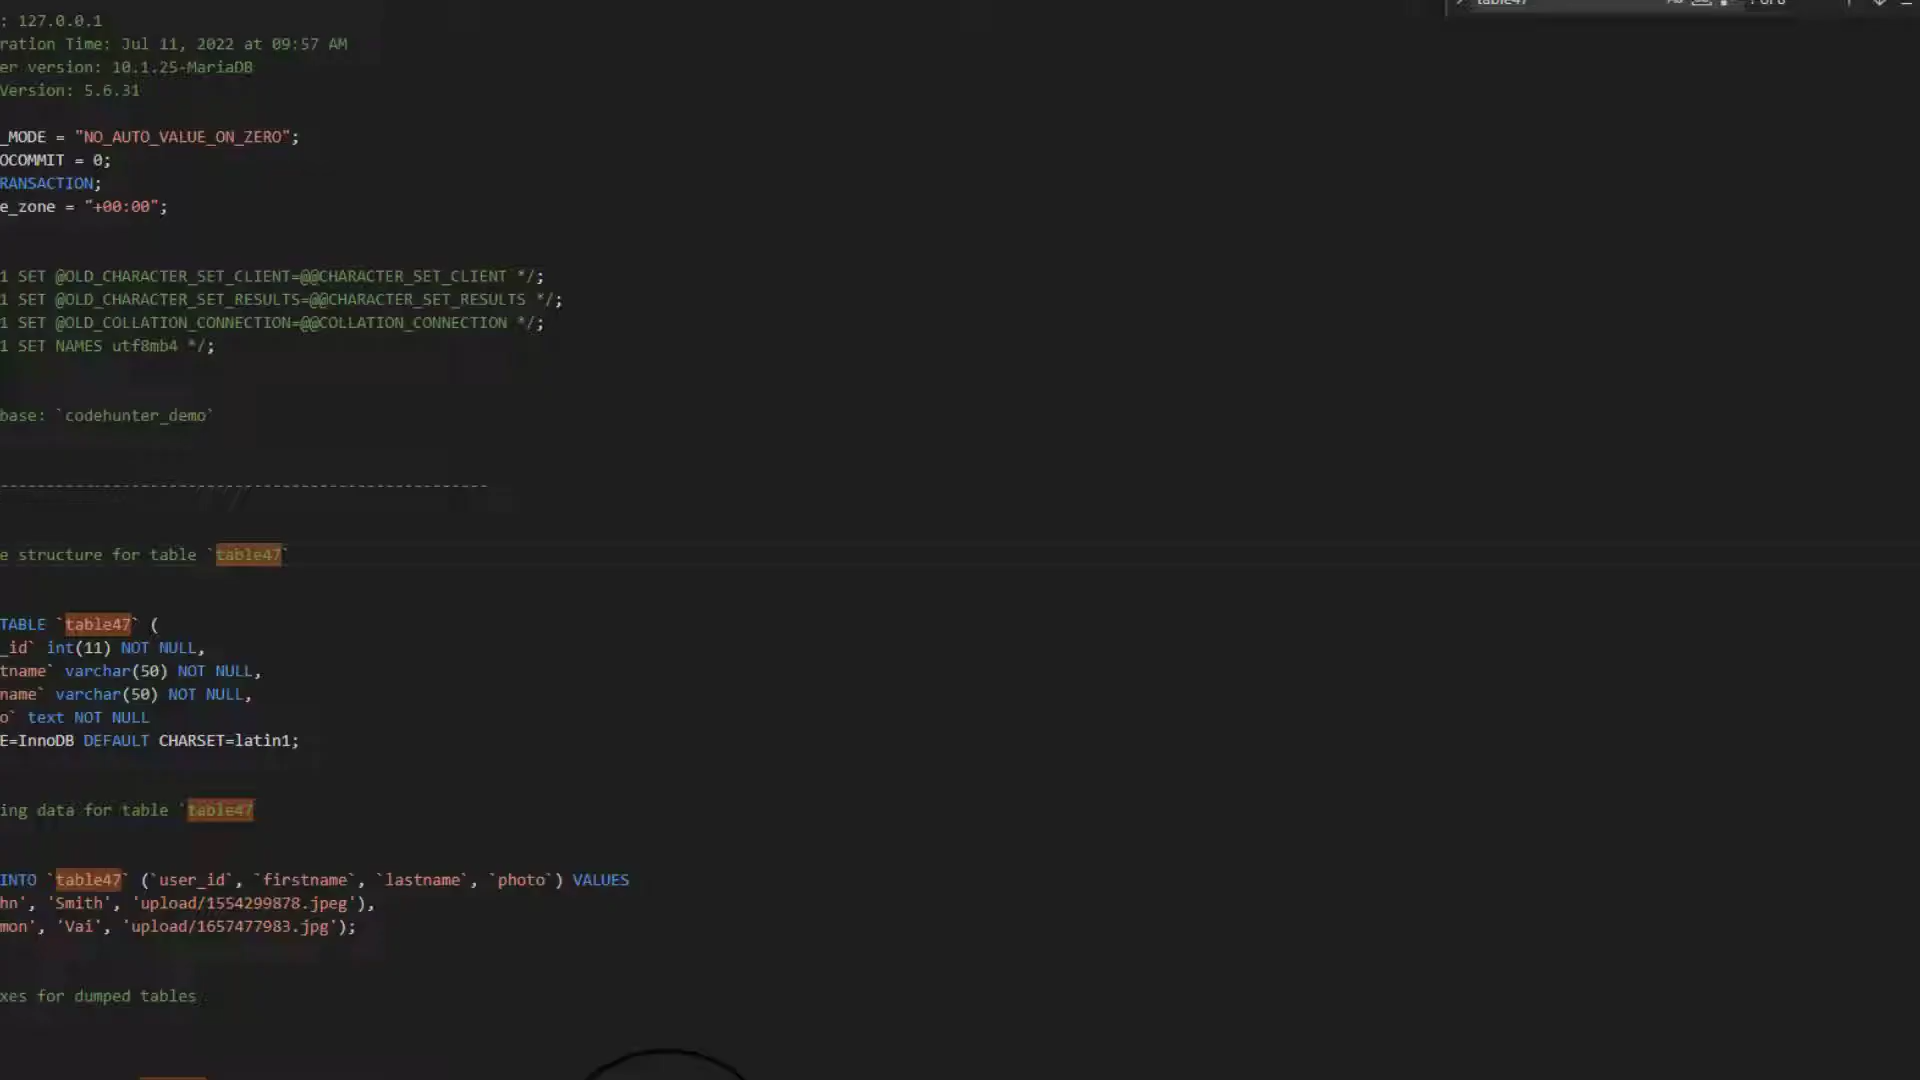 table47
: 127.0.0.1
ration Time: Jul 11, 2022 at 09:57 AM
er version: 10.1.25-MariaDB
Version: 5.6.31
_MODE = "NO_AUTO_VALUE_ON_ZERO";
OCOMMIT = 0;
RANSACTION;
e_zone = "+00:00";
1 SET @OLD_CHARACTER_SET_CLIENT=@@CHARACTER_SET_CLIENT */;
1 SET @OLD_CHARACTER_SET_RESULTS=@@CHARACTER_SET_RESULTS */;
1 SET @OLD_COLLATION_CONNECTION=@@COLLATION_CONNECTION */;
1 SET NAMES utf8mb4 */;
base: `codehunter_demo`
----------------------------------------------------
e structure for table `table47`
TABLE `table47` (
_id` int(11) NOT NULL,
tname` varchar(50) NOT NULL,
name` varchar(50) NOT NULL,
o` text NOT NULL
E=InnoDB DEFAULT CHARSET=latin1;
ing data for table `table47
INTO `table47` (`user_id`, `firstname`, `lastname`, `photo`) VALUES
hn', 'Smith', 'upload/1554299878.jpeg'),
mon', 'Vai', 'upload/1657477983.jpg');
xes for dumped tables